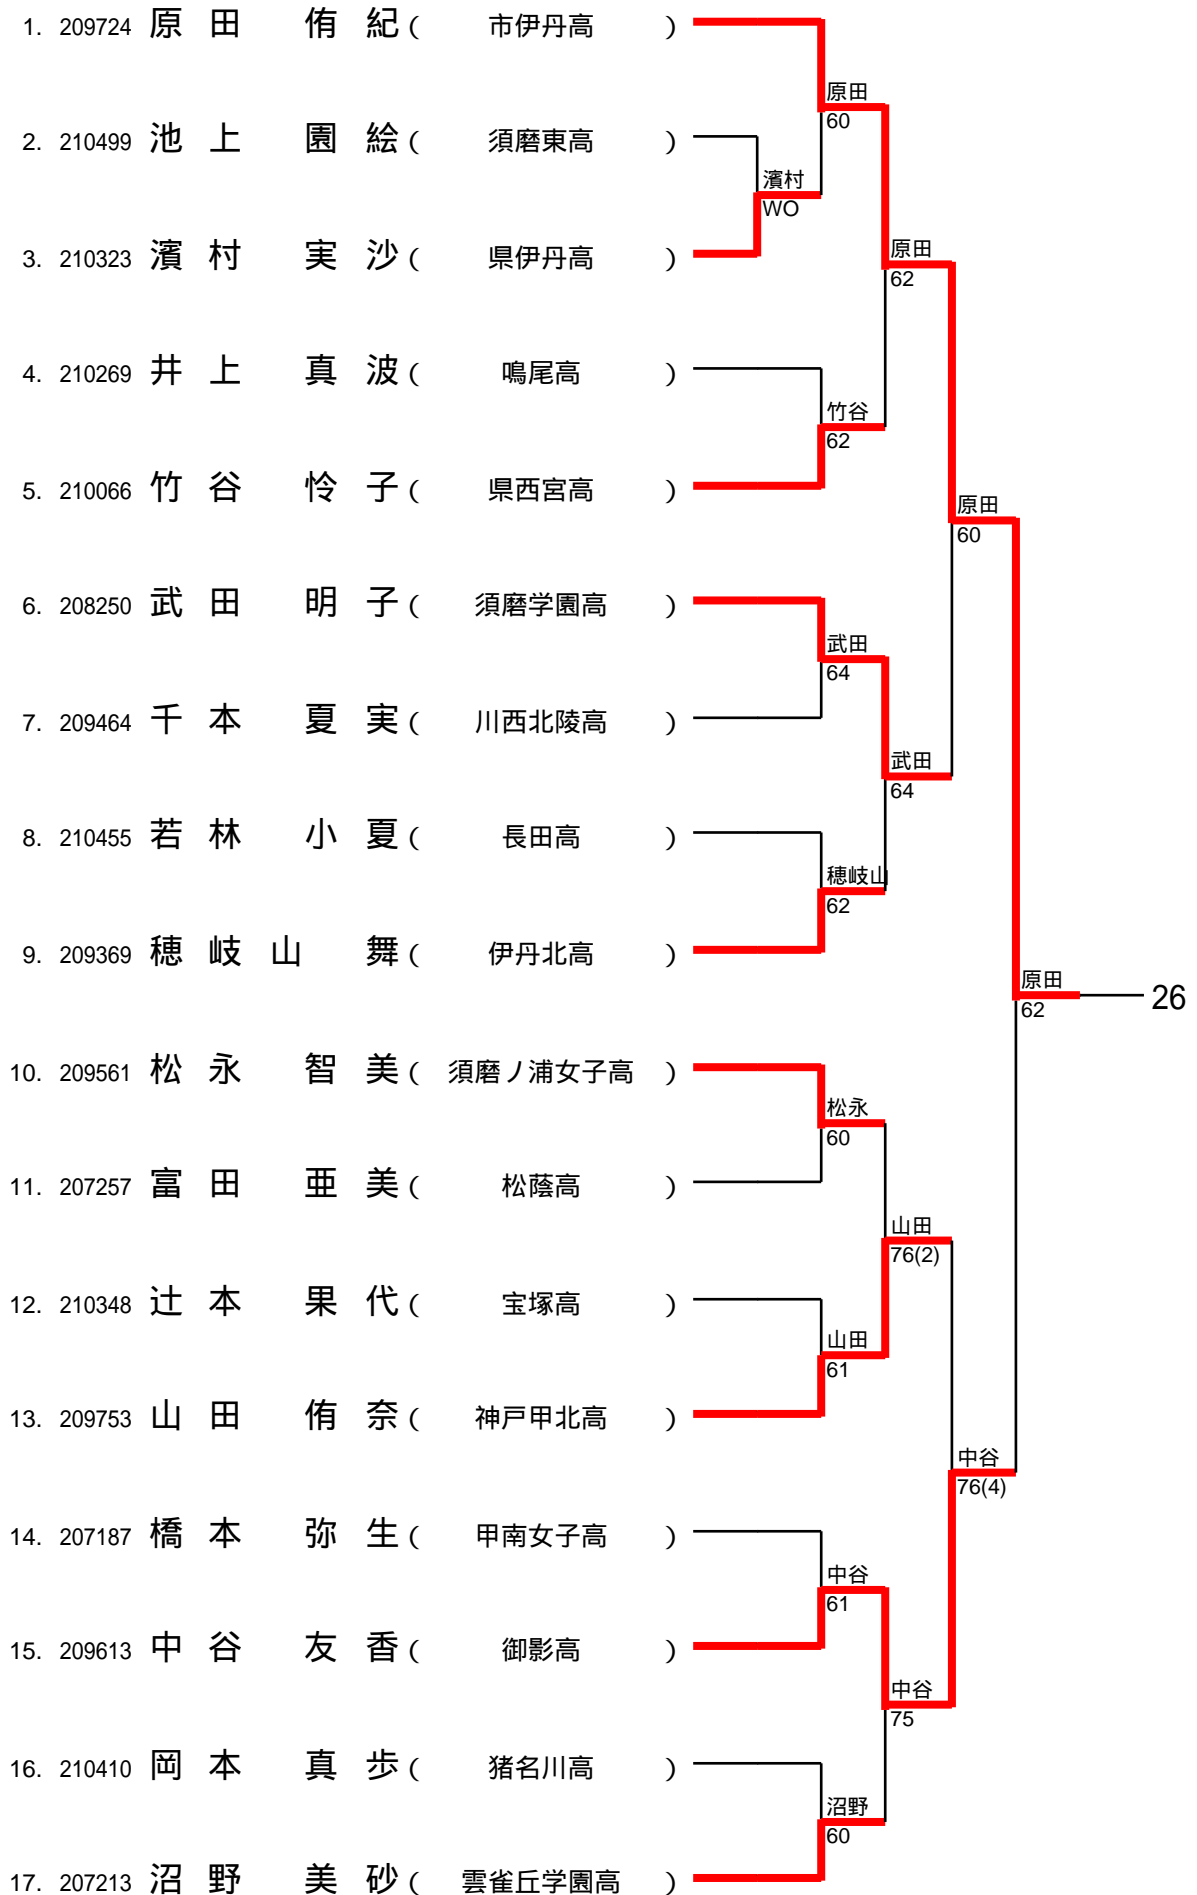 1. 209724 原田 侑紀 ( 市伊丹高 )
原田
60
2. 210499 池上 園絵 ( 須磨東高 )
濱村
WO
3. 210323 濱村 実沙 ( 県伊丹高 )
原田
62
4. 210269 井上 真波 ( 鳴尾高 )
竹谷
62
5. 210066 竹谷 怜子 ( 県西宮高 )
原田
60
6. 208250 武田 明子 ( 須磨学園高 )
武田
64
7. 209464 千本 夏実 ( 川西北陵高 )
武田
64
8. 210455 若林 小夏 ( 長田高 )
穂岐山
62
9. 209369 穂岐山 舞 ( 伊丹北高 )
原田
62
26
10. 209561 松永 智美 ( 須磨ノ浦女子高 )
松永
60
11. 207257 富田 亜美 ( 松蔭高 )
山田
76(2)
12. 210348 辻本 果代 ( 宝塚高 )
山田
61
13. 209753 山田 侑奈 ( 神戸甲北高 )
中谷
76(4)
14. 207187 橋本 弥生 ( 甲南女子高 )
中谷
61
15. 209613 中谷 友香 ( 御影高 )
中谷
75
16. 210410 岡本 真歩 ( 猪名川高 )
沼野
60
17. 207213 沼野 美砂 ( 雲雀丘学園高 )